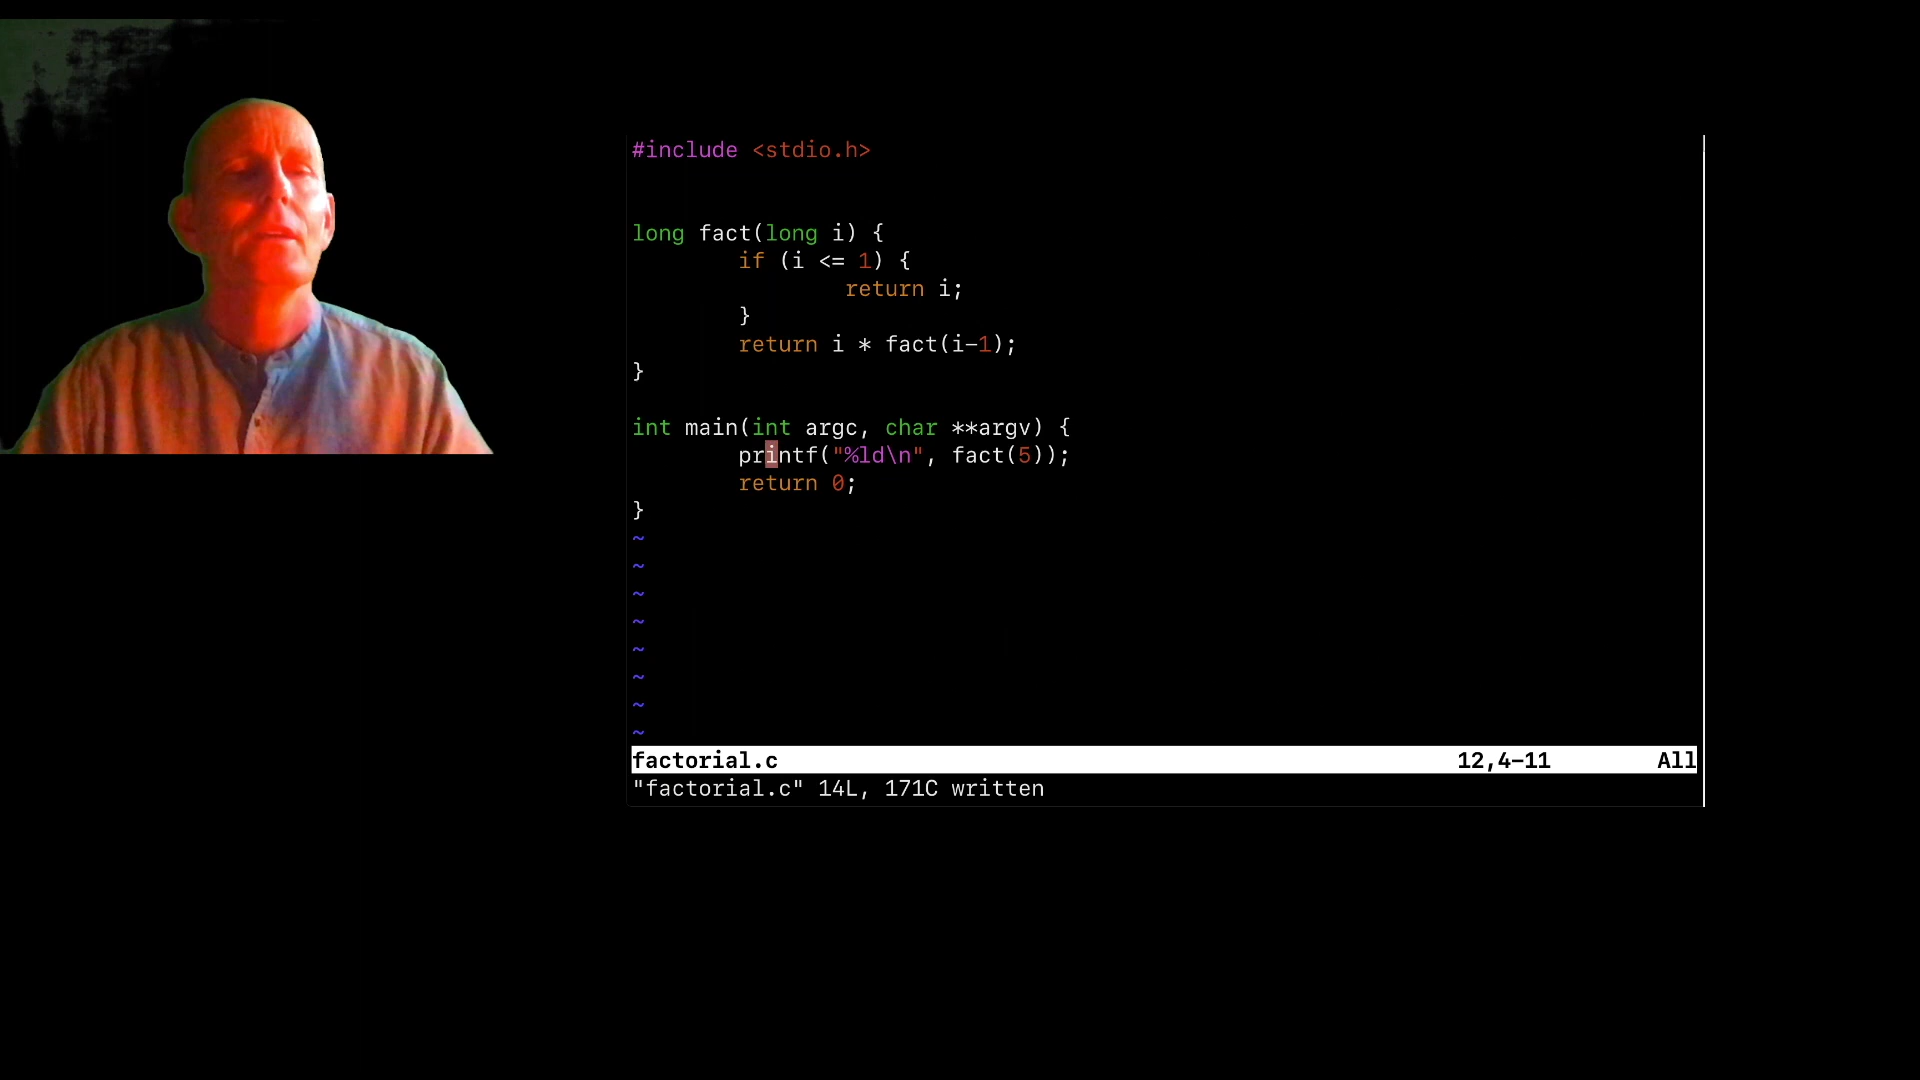 #include <stdio.h>
long fact(long i) {
if (i <= 1) {
return i;
}
return i * fact(i-1);
}
int main(int argc, char **argv) {
printf("%ld\n", fact(5));
return 0;
}
~
~
~
~
~
~
~
~
factorial.c 12,4-11 All
"factorial.c" 14L, 171C written